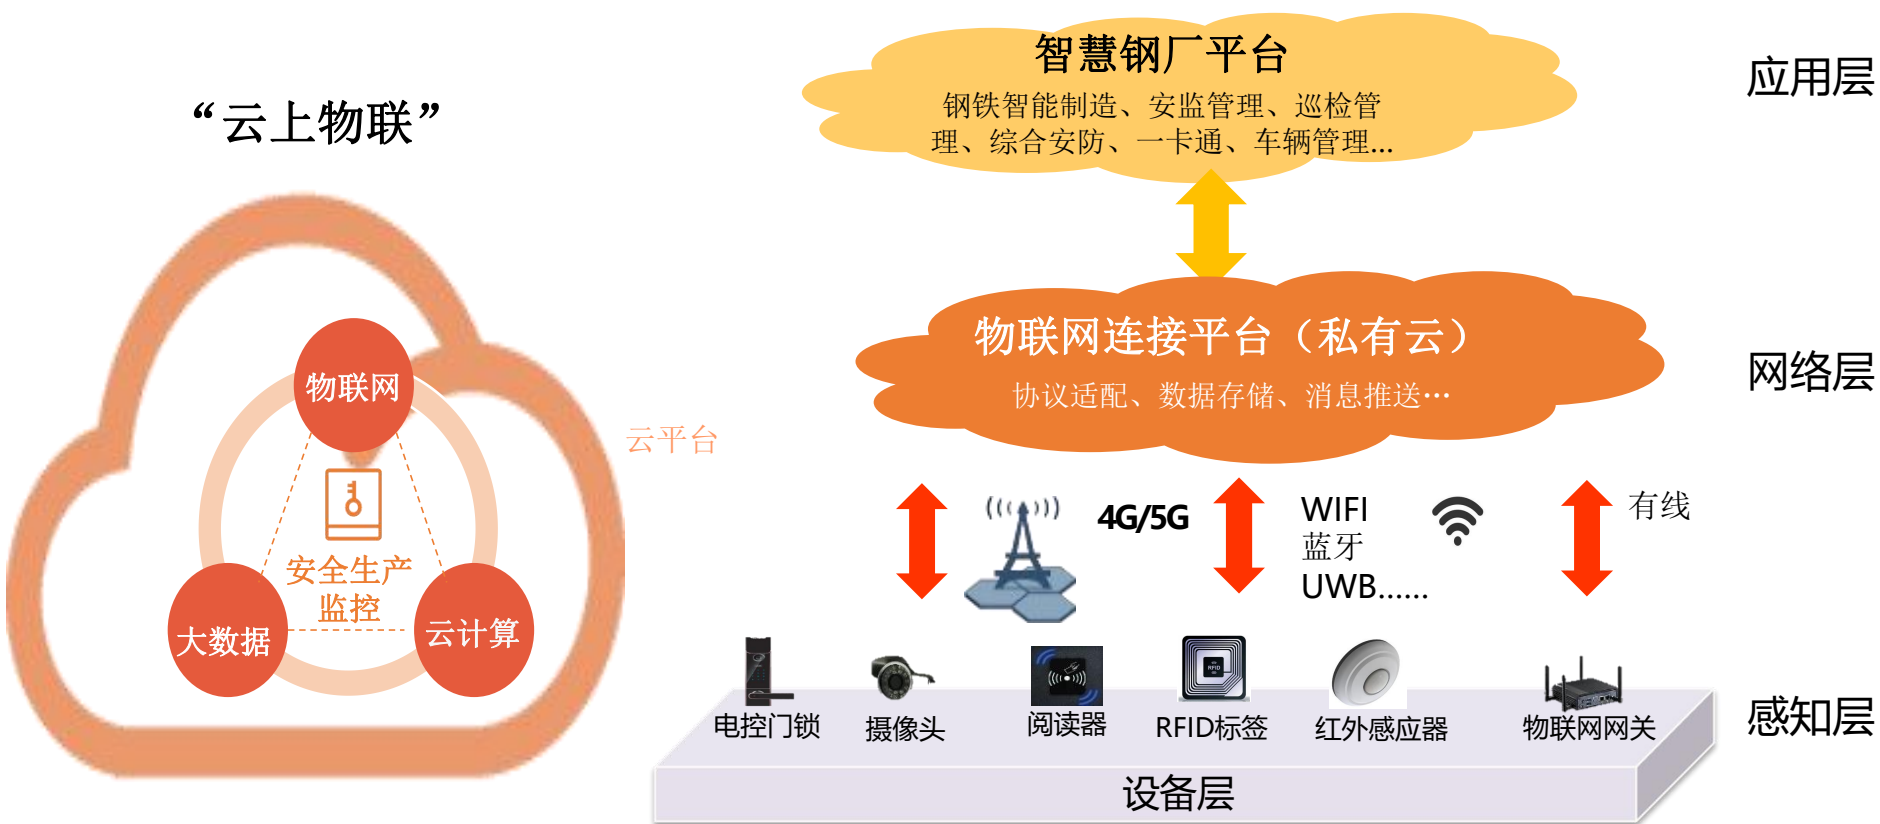 “云上物联”
物联网
安全生产
监控
大数据
云计算
云平台
智慧钢厂平台
钢铁智能制造、安监管理、巡检管
理、综合安防、一卡通、车辆管理...
应用层
物联网连接平台（私有云）
协议适配、数据存储、消息推送…
网络层
4G/5G
WIFI
蓝牙
UWB......
有线
RFID
电控门锁
摄像头
阅读器
RFID标签
红外感应器
物联网网关
感知层
设备层